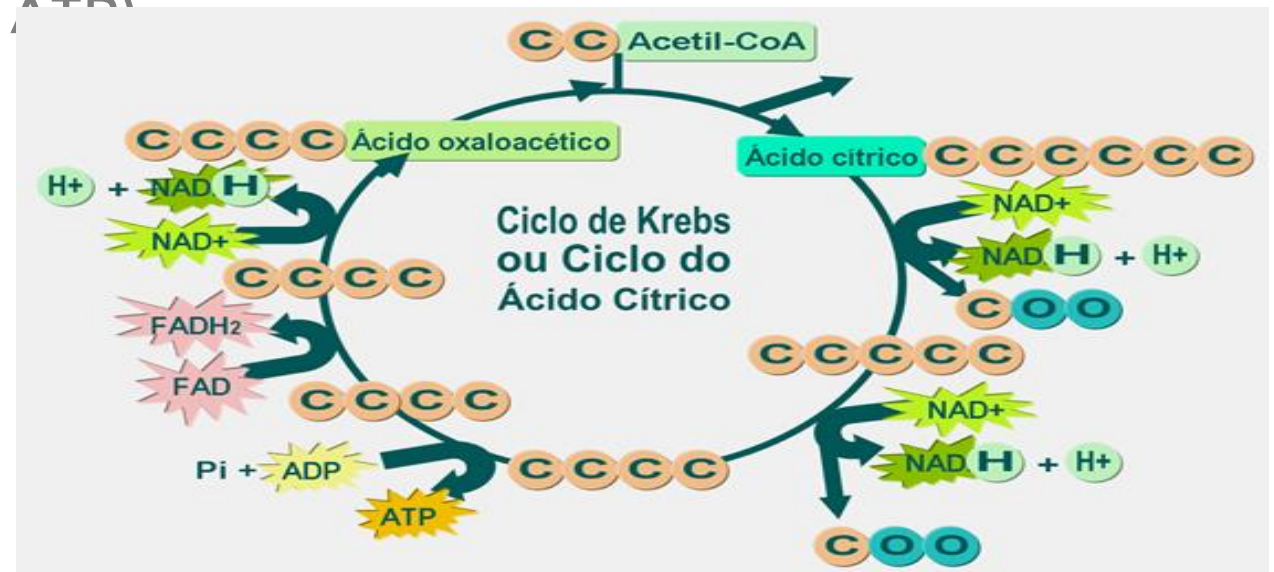 ATP)
C C Acetil-CoA
C C C C Ácido oxaloacético
Ácido cítrico C C C C C C
H+ + NAD H
NAD+
NAD+
Ciclo de Krebs
ou Ciclo do
Ácido Cítrico
NAD H + H+
C C C C
C O O
FADH2
FAD
C C C C C
C C C C
NAD+
Pi + ADP
C C C C
NAD H + H+
ATP
C O O